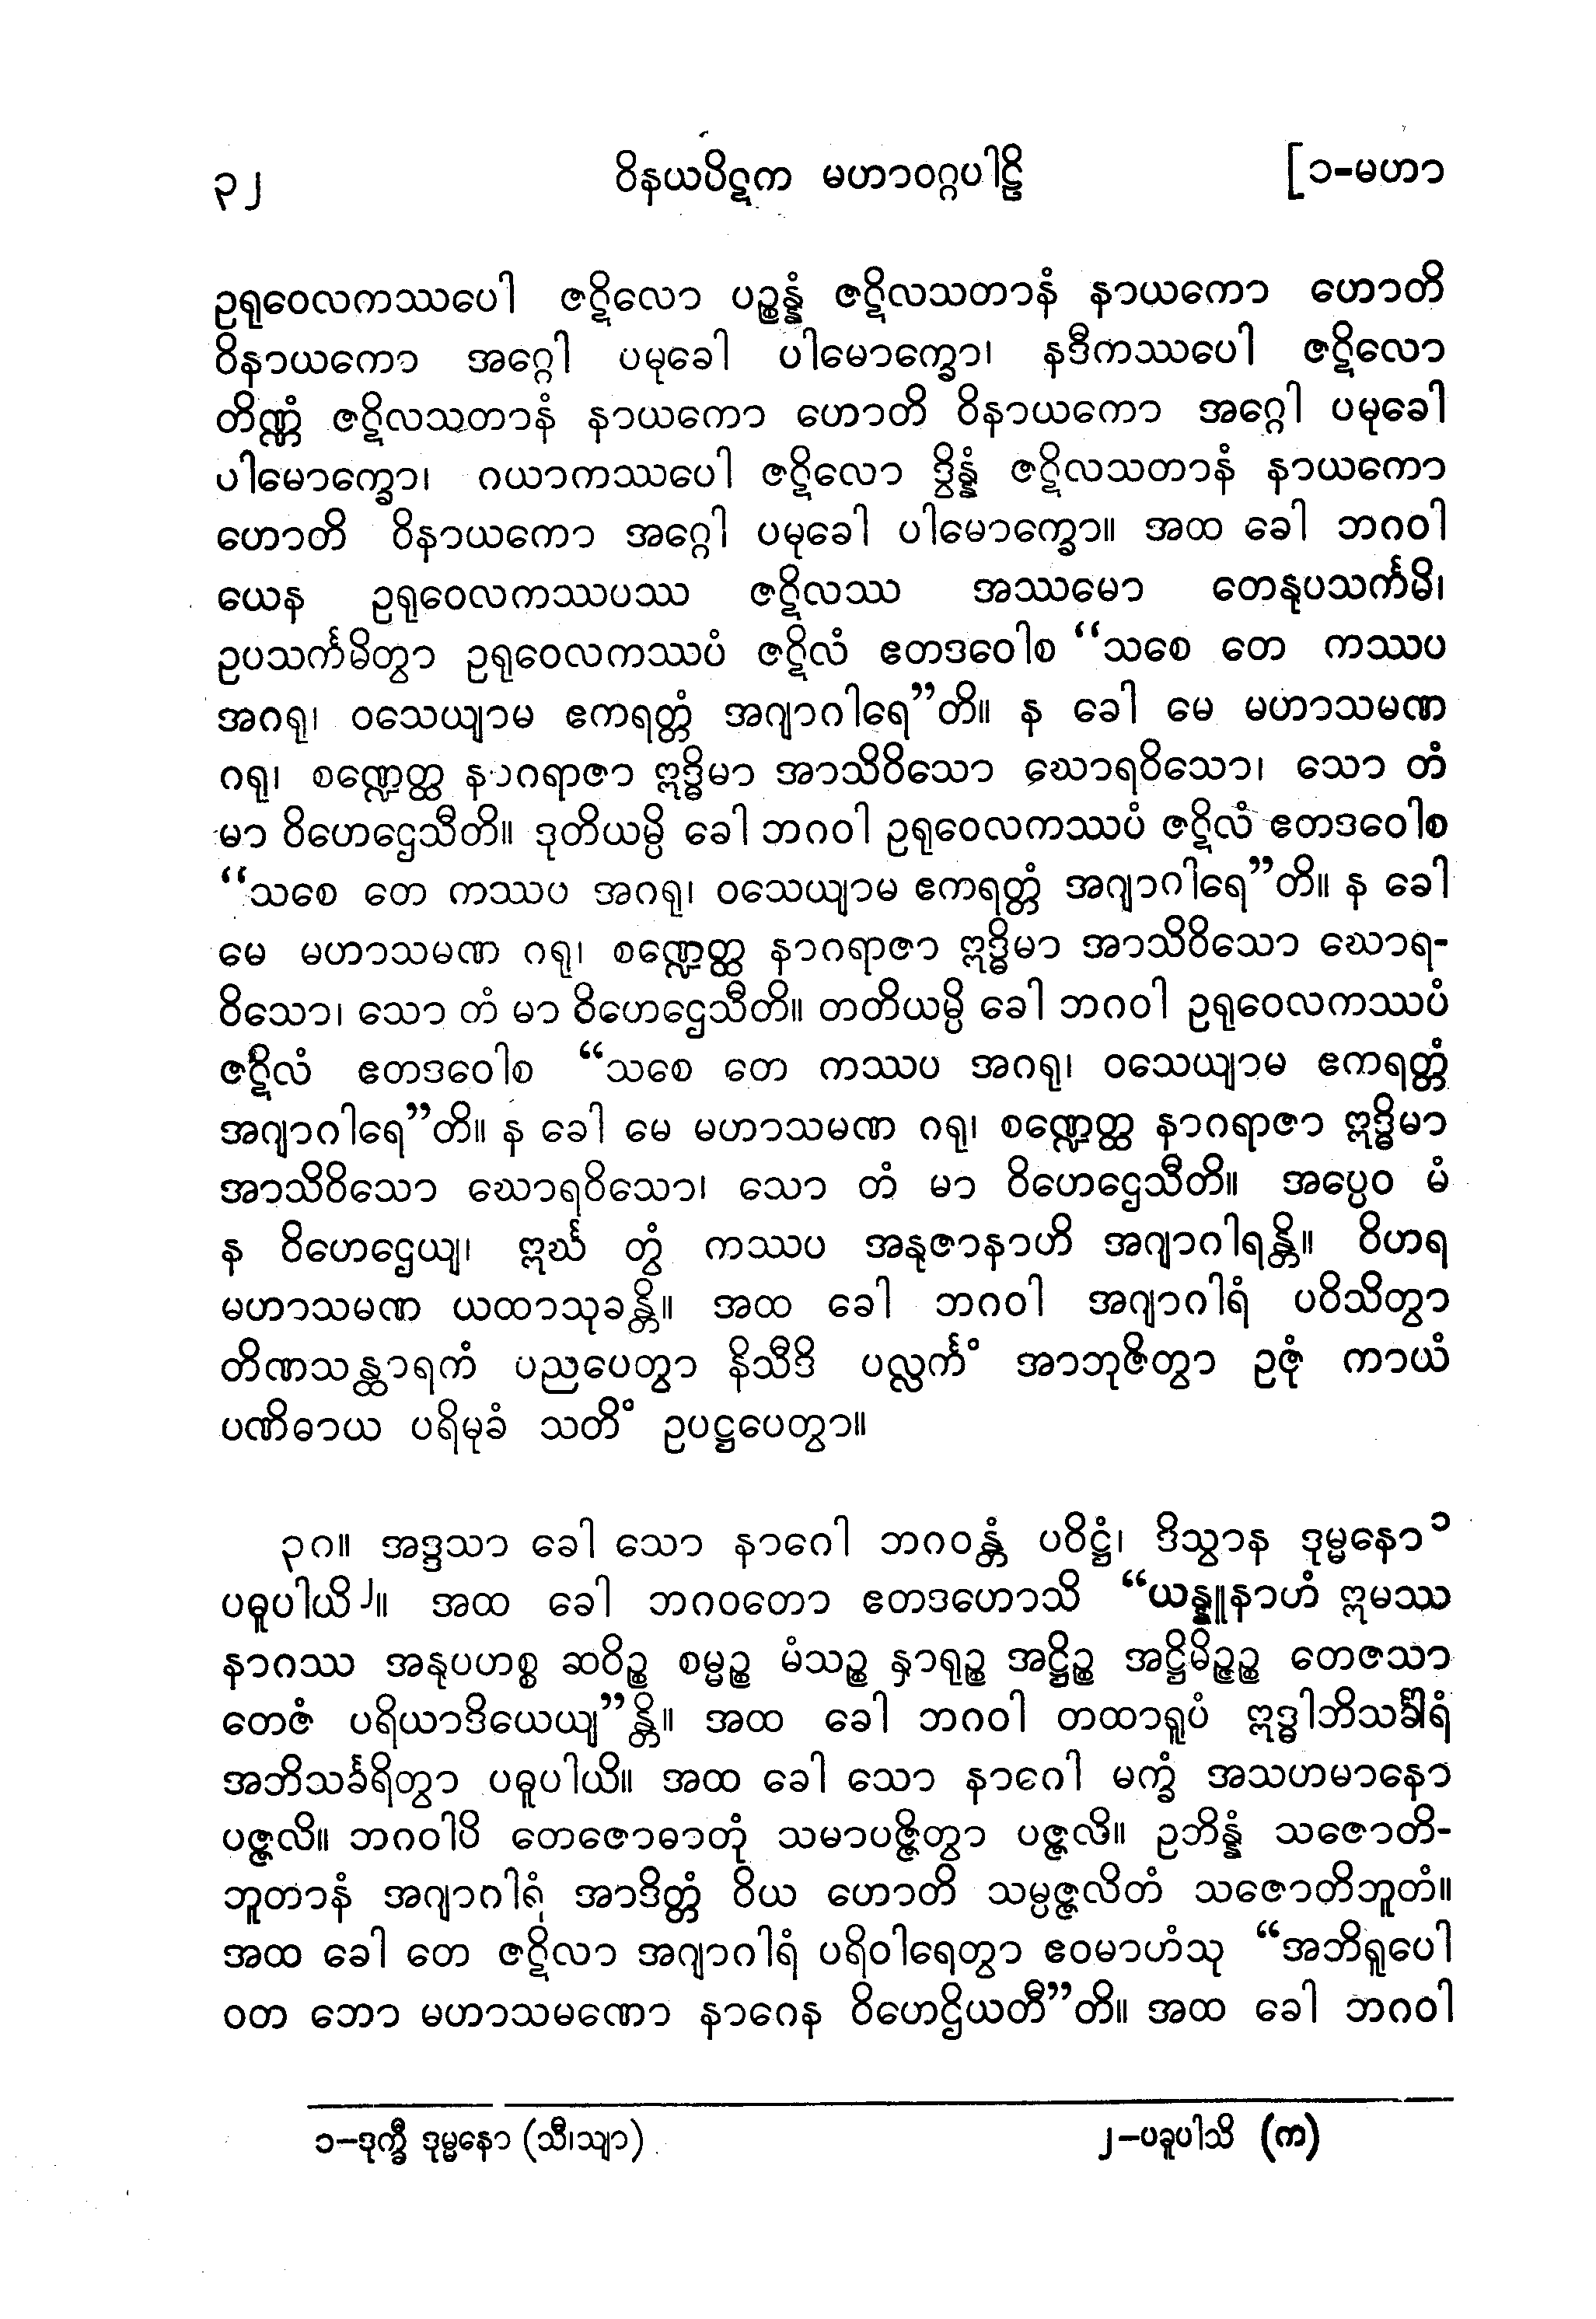 ၃၂ ဝိနယပိဋက မဟာဝဂ္ဂပါဠိ [၁-မဟာ
ဥရုဝေလကဿပေါ ဇဋိလော ပဉ္စန္နံ ဇဋိလသတာနံ နာယကော ဟောတိ
ဝိနာယကော အဂ္ဂေါ ပမုခေါ ပါမောက္ခော၊ နဒီကဿပေါ ဇဋိလော
တိဏ္ဏံ ဇဋိလသတာနံ နာယကော ဟောတိ ဝိနာယကော အဂ္ဂေါ ပမုခေါ
ပါမောက္ခော၊ ဂယာကဿပေါ ဇဋိလော ဒွိန္နံ ဇဋိလသတာနံ နာယကော
ဟောတိ ဝိနာယကော အဂ္ဂေါ ပမုခေါ ပါမောက္ခော။ အထ ခေါ ဘဂဝါ
ယေန ဥရုဝေလကဿပဿ ဇဋိလဿ အဿမော တေနုပသင်္ကမိ၊
ဥပသင်္ကမိတွာ ဥရုဝေလကဿပံ ဇဋိလံ ဧတဒဝေါစ “သစေ တေ ကဿပ
အဂရု၊ ဝသေယျာမ ဧကရတ္တံ အဂျာဂါရေ”တိ။ န ခေါ မေ မဟာသမဏ
ဂရု၊ စဏ္ဍေတ္ထ နာဂရာဇာ ဣဒ္ဓိမာ အာသိဝိသော ဃောရဝိသော၊ သော တံ
မာ ဝိဟေဌေသီတိ။ ဒုတိယမ္ပိ ခေါ ဘဂဝါ ဥရုဝေလကဿပံ ဇဋိလံ ဧတဒဝေါစ
“သစေ တေ ကဿပ အဂရု၊ ဝသေယျာမ ဧကရတ္တံ အဂျာဂါရေ”တိ။ န ခေါ
မေ မဟာသမဏ ဂရု၊ စဏ္ဍေတ္ထ နာဂရာဇာ ဣဒ္ဓိမာ အာသိဝိသော ဃောရ-
ဝိသော၊ သော တံ မာ ဝိဟေဌေသီတိ။ တတိယမ္ပိ ခေါ ဘဂဝါ ဥရုဝေလကဿပံ
ဇဋိလံ ဧတဒဝေါစ “သစေ တေ ကဿပ အဂရု၊ ဝသေယျာမ ဧကရတ္တံ
အဂျာဂါရေ”တိ။ န ခေါ မေ မဟာသမဏ ဂရု၊ စဏ္ဍေတ္ထ နာဂရာဇာ ဣဒ္ဓိမာ
အာသိဝိသော ဃောရဝိသော၊ သော တံ မာ ဝိဟေဌေသီတိ။ အပ္ပေဝ မံ
န ဝိဟေဌေယျ၊ ဣင်္ဃ တွံ ကဿပ အနုဇာနာဟိ အဂျာဂါရန္တိ။ ဝိဟရ
မဟာသမဏ ယထာသုခန္တိ။ အထ ခေါ ဘဂဝါ အဂျာဂါရံ ပဝိသိတွာ
တိဏသန္ထာရကံ ပညပေတွာ နိသီဒိ ပလ္လင်္ကံ အာဘုဇိတွာ ဥဇုံ ကာယံ
ပဏိဓာယ ပရိမုခံ သတိံ ဥပဋ္ဌပေတွာ။
၃၈။ အဒ္ဒသာ ခေါ သော နာဂေါ ဘဂဝန္တံ ပဝိဋ္ဌံ၊ ဒိသွာန ဒုမ္မနော၁
ပဓူပါယိ၂။ အထ ခေါ ဘဂဝတော ဧတဒဟောသိ “ယန္နူနာဟံ ဣမဿ
နာဂဿ အနုပဟစ္စ ဆဝိဉ္စ စမ္မဉ္စ မံသဉ္စ နှာရုဉ္စ အဋ္ဌိဉ္စ အဋ္ဌိမိဉ္ဇဉ္စ တေဇသာ
တေဇံ ပရိယာဒိယေယျ”န္တိ။ အထ ခေါ ဘဂဝါ တထာရူပံ ဣဒ္ဓါဘိသင်္ခါရံ
အဘိသင်္ခရိတွာ ပဓူပါယိ။ အထ ခေါ သော နာဂေါ မက္ခံ အသဟမာနော
ပဇ္ဇလိ။ ဘဂဝါပိ တေဇောဓာတုံ သမာပဇ္ဇိတွာ ပဇ္ဇလိ။ ဥဘိန္နံ သဇောတိ-
ဘူတာနံ အဂျာဂါရံ အာဒိတ္တံ ဝိယ ဟောတိ သမ္ပဇ္ဇလိတံ သဇောတိဘူတံ။
အထ ခေါ တေ ဇဋိလာ အဂျာဂါရံ ပရိဝါရေတွာ ဧဝမာဟံသု “အဘိရူပေါ
ဝတ ဘော မဟာသမဏော နာဂေန ဝိဟေဌိယတီ”တိ။ အထ ခေါ ဘဂဝါ
၁−ဒုက္ခီ ဒုမ္မနော (သီ၊သျာ) ၂−ပခူပါသိ (က)